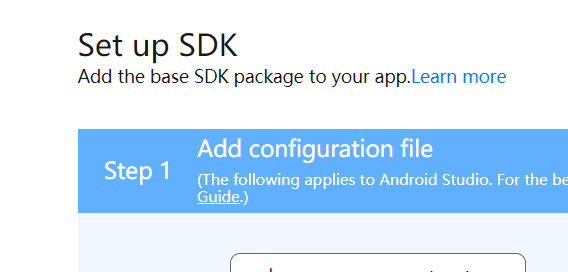 Set up SDK
Add the base SDK package to your app.Learn more
Step 1
Add configuration file
(The following applies to Android Studio. For the be
Guide.)